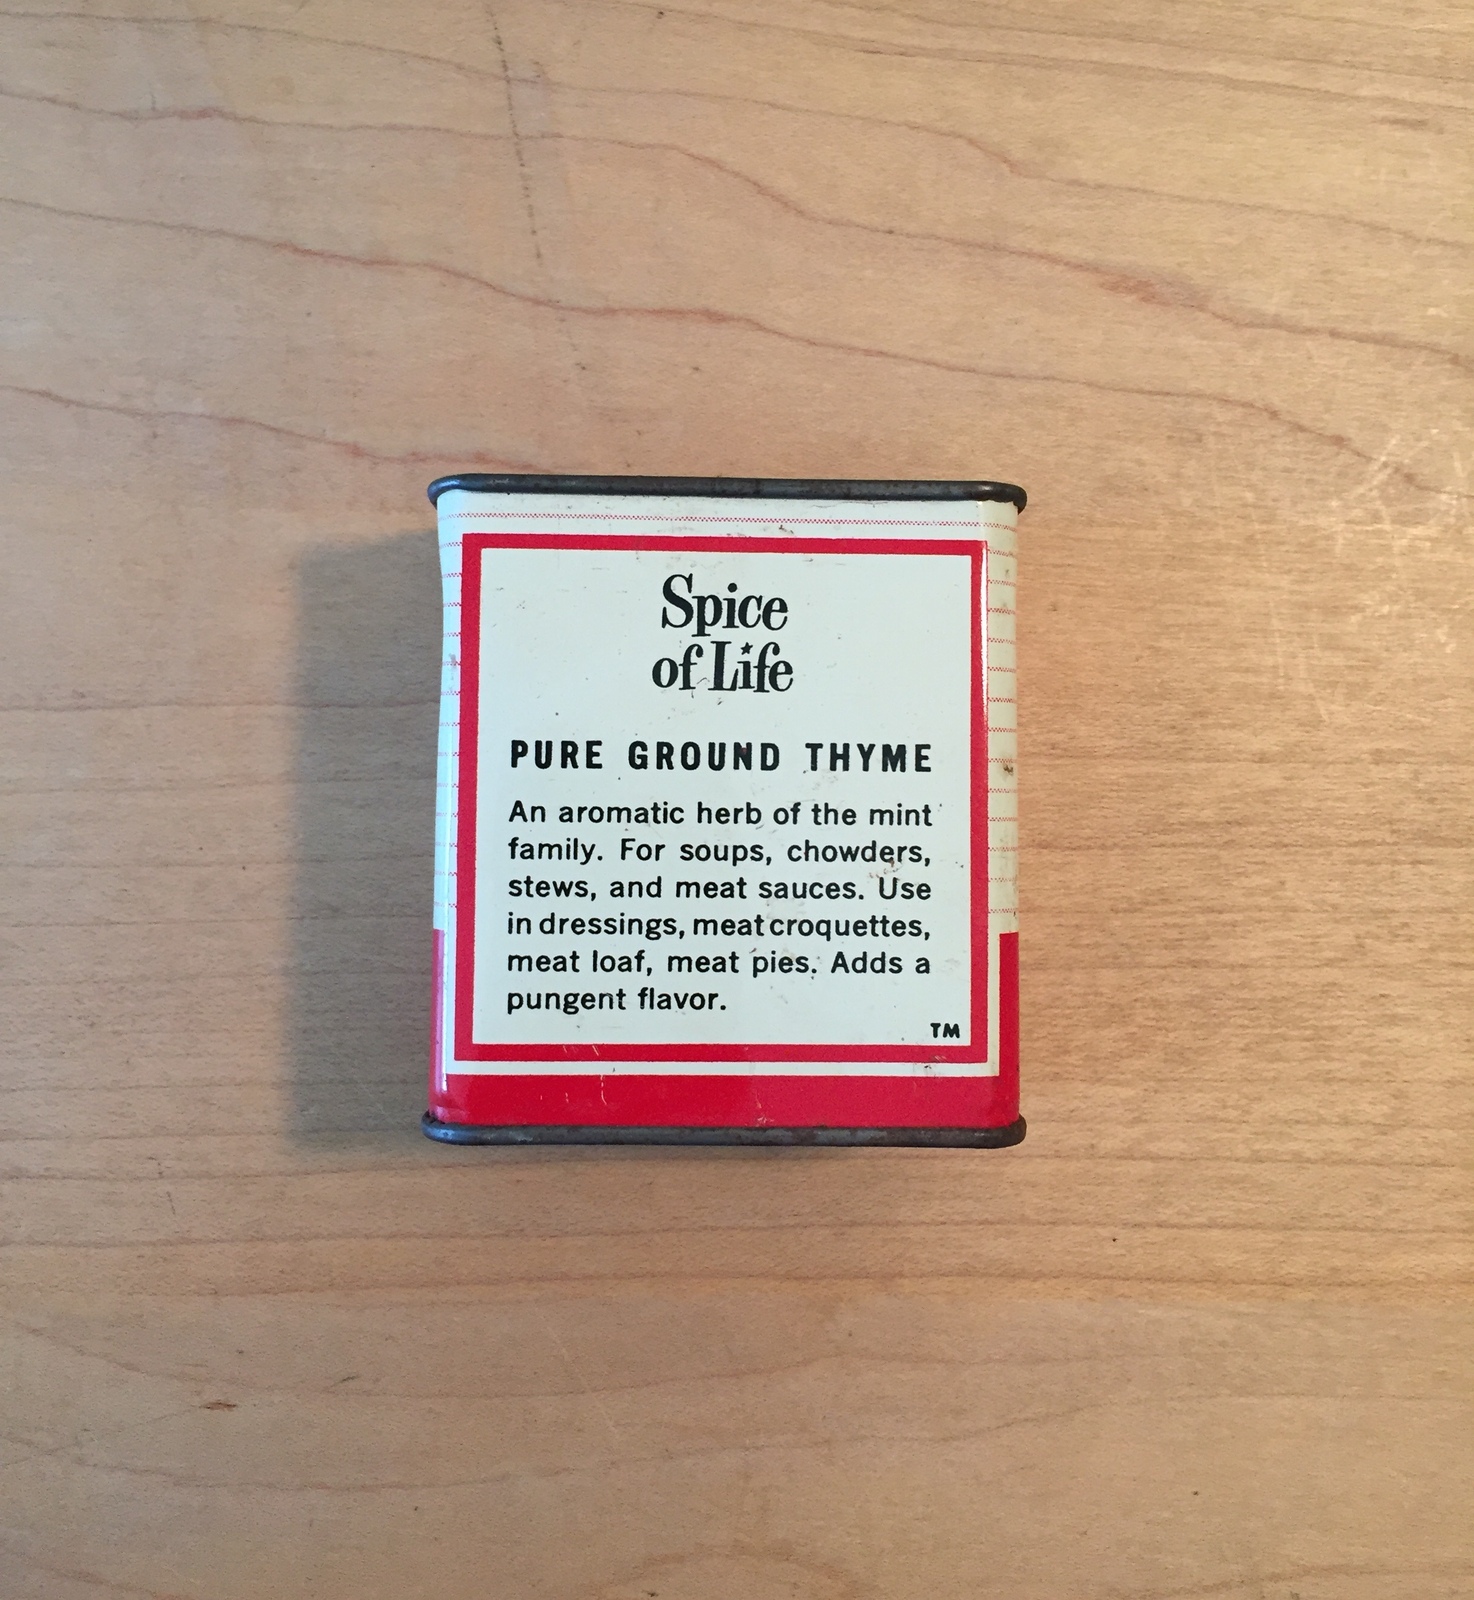 Spice
of Life
PURE GROUND THYME
An aromatic herb of the mint
family. For soups, chowders,
stews, and meat sauces. Use
in dressings, meat croquettes,
meat loaf, meat pies. Adds a
pungent flavor.
TM